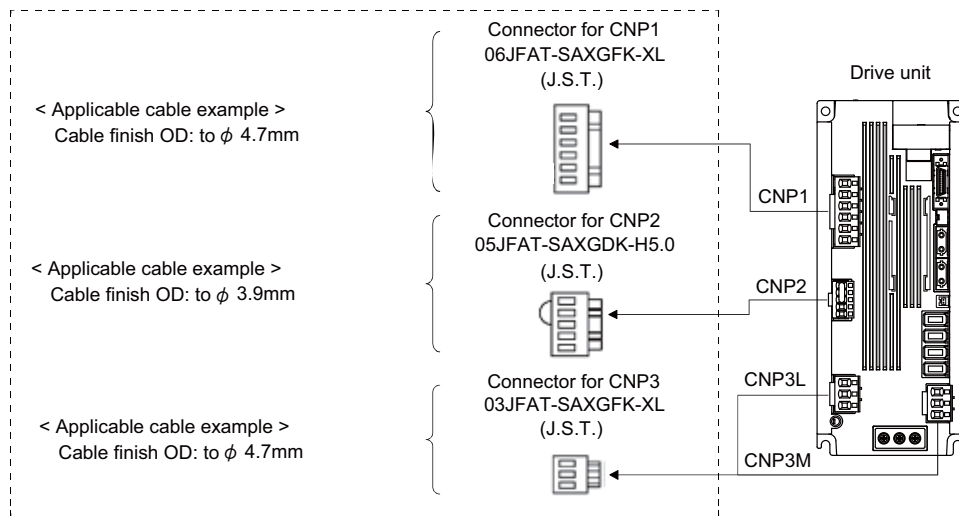 Connector for CNP1
06JFAT-SAXGFK-XL
(J.S.T.)
< Applicable cable example >
Cable finish OD: to φ 4.7mm
Connector for CNP2
05JFAT-SAXGDK-H5.0
(J.S.T.)
< Applicable cable example >
Cable finish OD: to φ 3.9mm
Connector for CNP3
03JFAT-SAXGFK-XL
(J.S.T.)
< Applicable cable example >
Cable finish OD: to φ 4.7mm
Drive unit
CNP1
CNP2
CNP3L
CNP3M